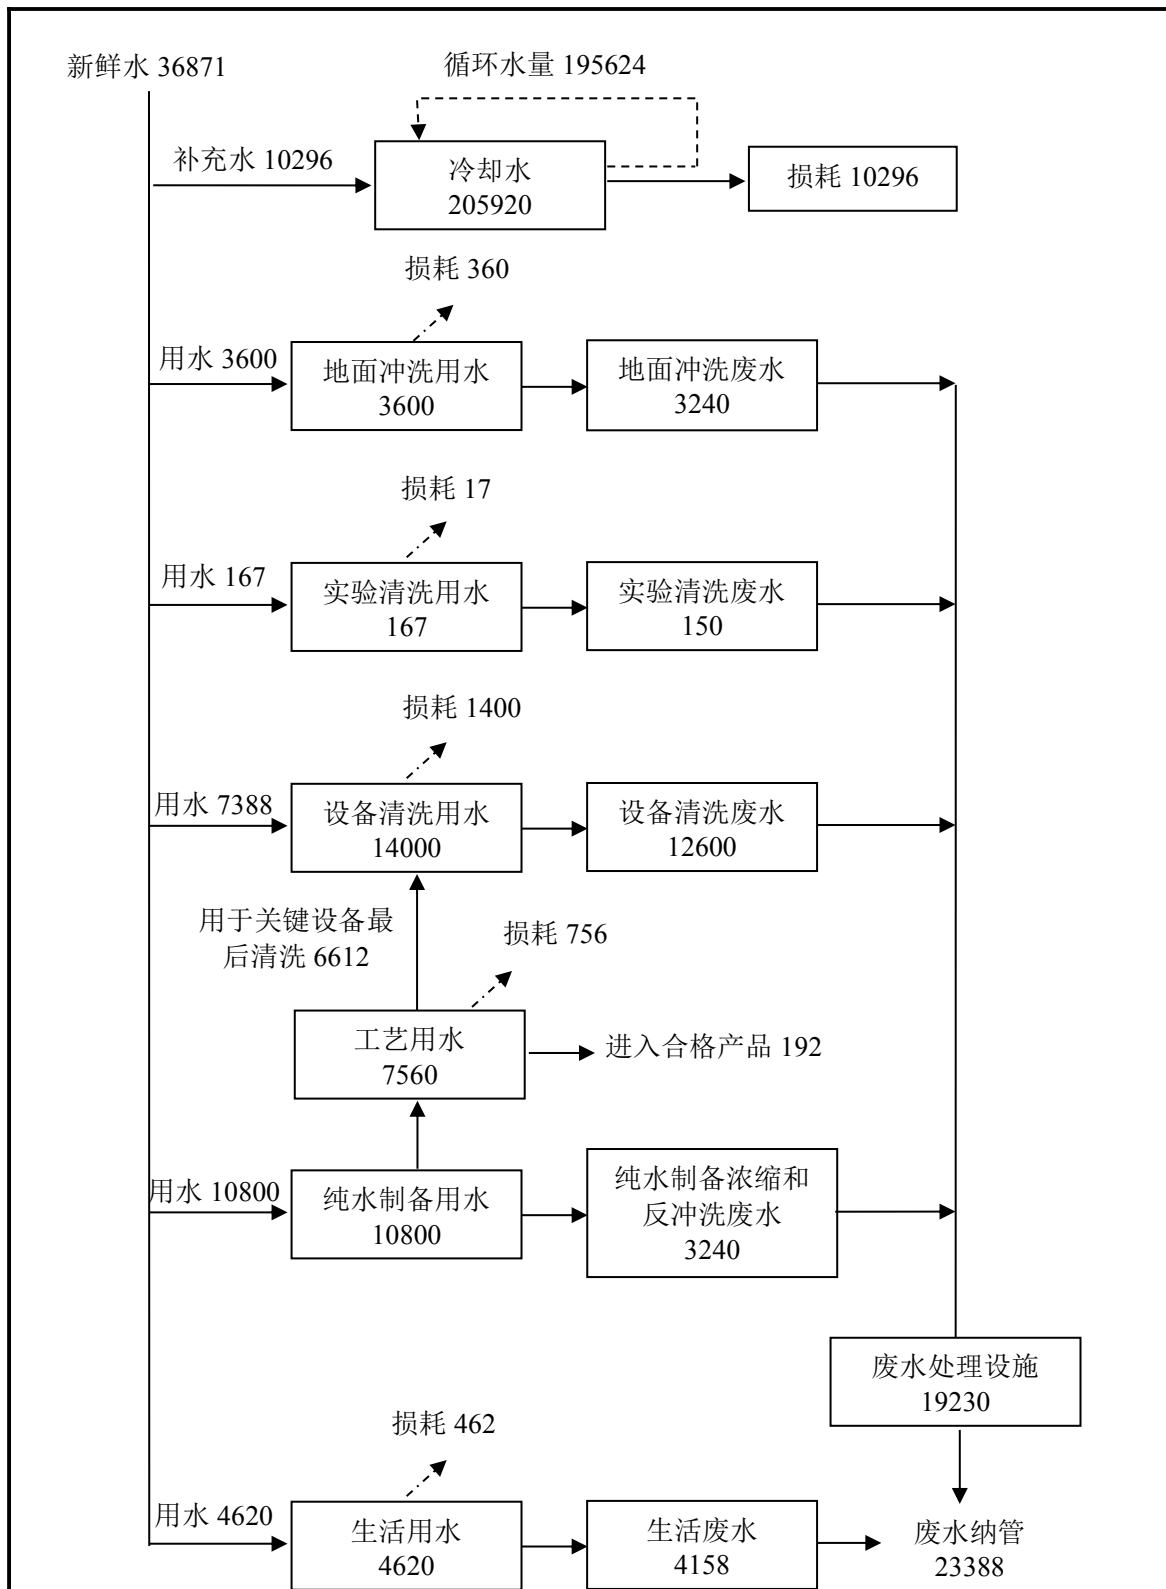 新鲜水 36871
循环水量 195624
补充水 10296
冷却水
205920
损耗 10296
损耗 360
用水 3600
地面冲洗用水
3600
地面冲洗废水
3240
损耗 17
用水 167
实验清洗用水
167
实验清洗废水
150
损耗 1400
用水 7388
设备清洗用水
14000
设备清洗废水
12600
用于关键设备最
后清洗 6612
损耗 756
工艺用水
7560
进入合格产品 192
用水 10800
纯水制备用水
10800
纯水制备浓缩和
反冲洗废水
3240
废水处理设施
19230
损耗 462
用水 4620
生活用水
4620
生活废水
4158
废水纳管
23388